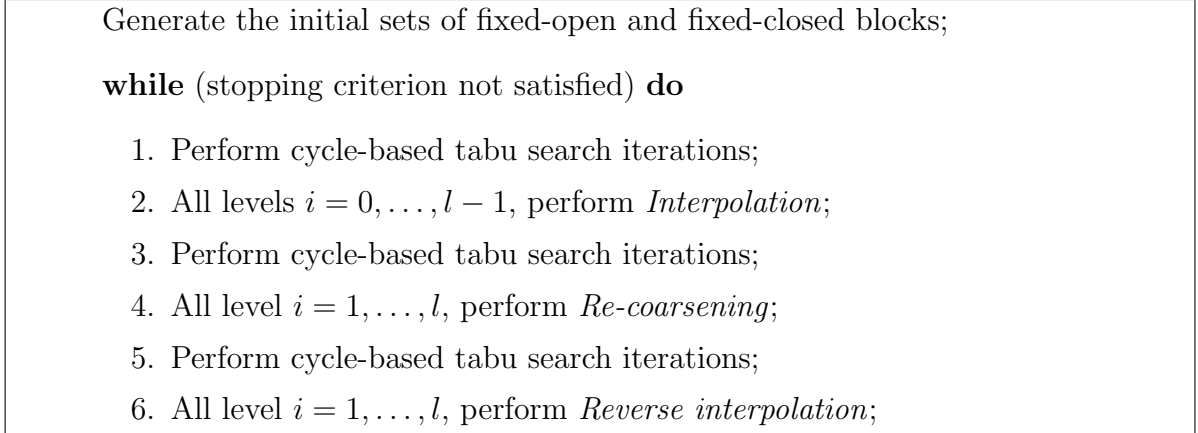 Generate the initial sets of fixed-open and fixed-closed blocks;
while (stopping criterion not satisfied) do
1. Perform cycle-based tabu search iterations;
2. All levels i = 0, . . . , l − 1, perform Interpolation;
3. Perform cycle-based tabu search iterations;
4. All level i = 1, . . . , l, perform Re-coarsening;
5. Perform cycle-based tabu search iterations;
6. All level i = 1, . . . , l, perform Reverse interpolation;